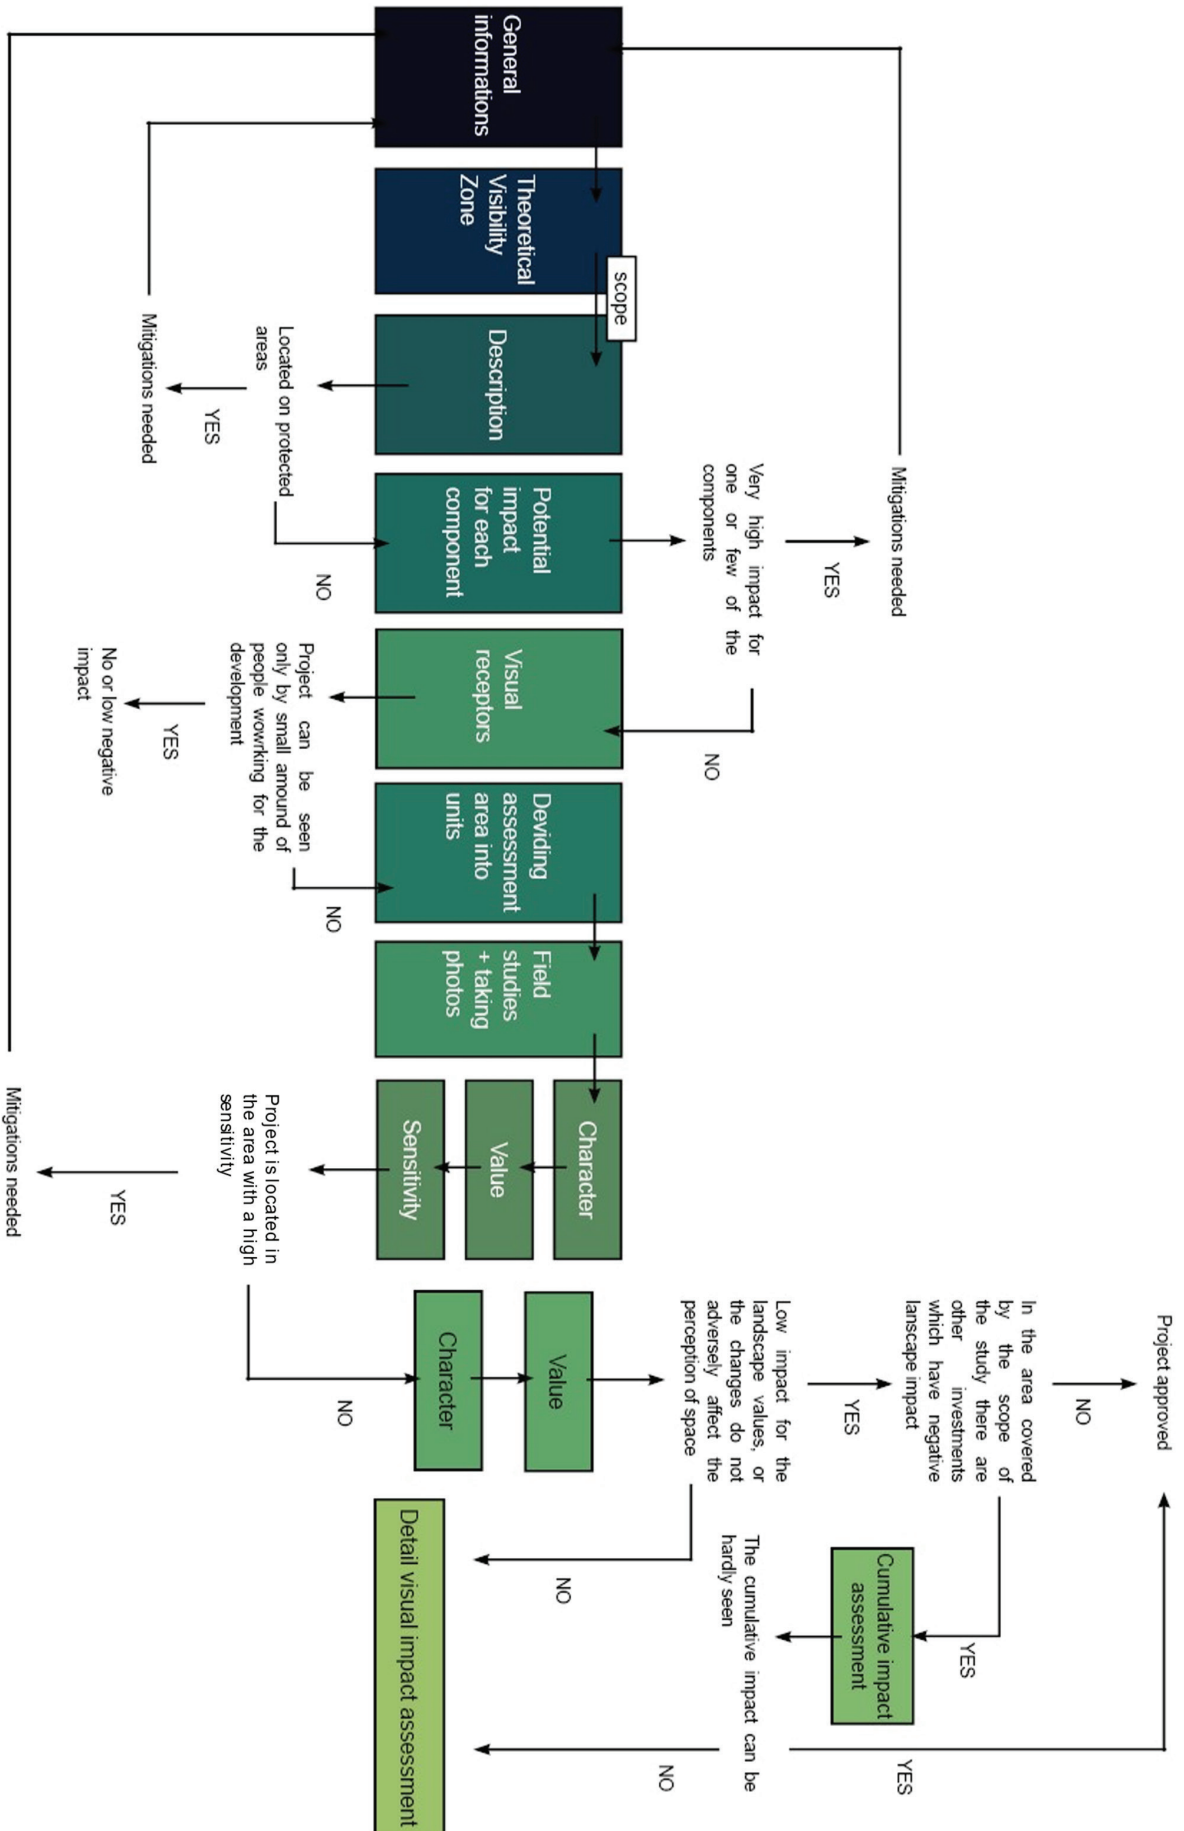 General
informations
Theoretical
Visibility
Zone
scope
Description
Located on protected
areas
YES
Mitigations needed
NO
Potential
impact
for each
component
Very high impact for
one or few of the
components
YES
Mitigations needed
NO
Visual
receptors
Project can be seen
only by small amound of
people wowrking for the
development
YES
No or low negative
impact
NO
Deviding
assessment
area into
units
Field
studies
+ taking
photos
Character
Value
Sensitivity
Project is located in
the area with a high
sensitivity
YES
Mitigations needed
NO
Character
Value
Low impact for the
landscape values, or
the changes do not
adversely affect the
perception of space
YES
In the area covered
by the scope of
the study there are
other investments
which have negative
lanscape impact
NO
Project approved
YES
Cumulative impact
assessment
The cumulative impact can be
hardly seen
YES
NO
NO
Detail visual impact assessment